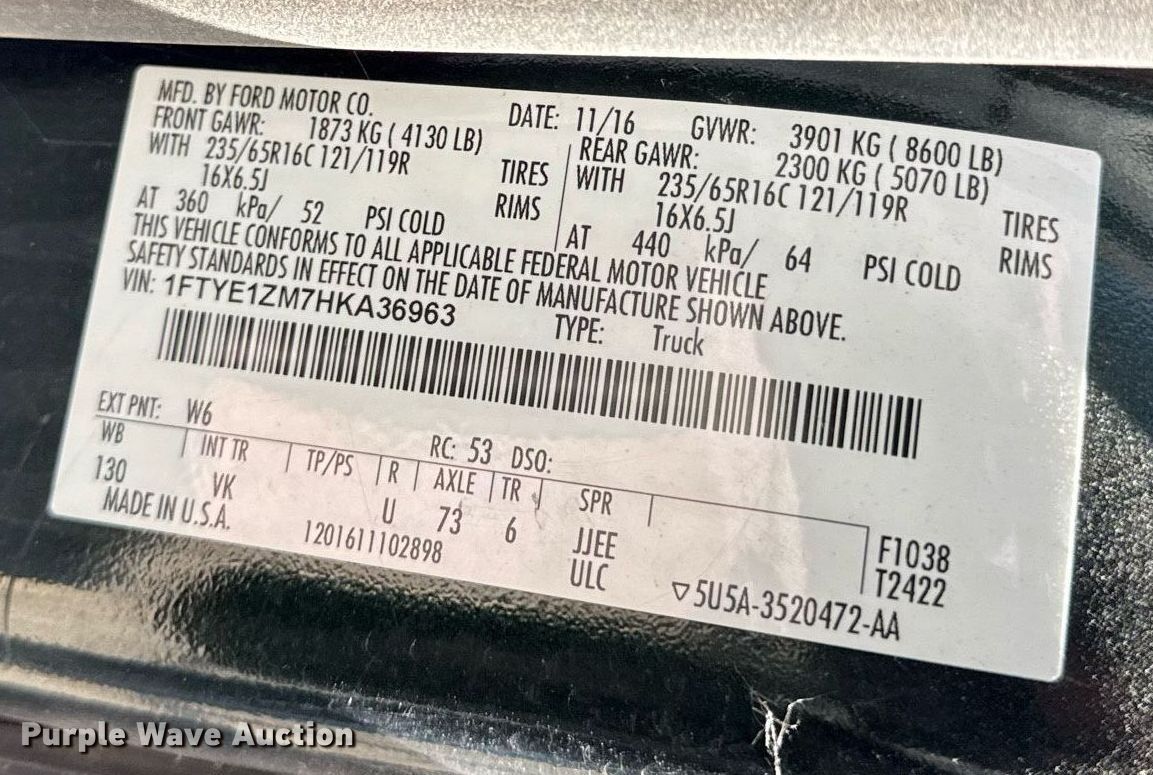 MFD. BY FORD MOTOR CO. DATE: 11/16 GVWR: 3901 KG ( 8600 LB)
FRONT GAWR: 1873 KG ( 4130 LB) REAR GAWR: 2300 KG ( 5070 LB)
WITH 235/65R16C 121/119R TIRES WITH 235/65R16C 121/119R TIRES
16X6.5J RIMS 16X6.5J RIMS
AT 360 kPa/ 52 PSI COLD AT 440 kPa/ 64 PSI COLD
THIS VEHICLE CONFORMS TO ALL APPLICABLE FEDERAL MOTOR VEHICLE
SAFETY STANDARDS IN EFFECT ON THE DATE OF MANUFACTURE SHOWN ABOVE.
VIN: 1FTYE1ZM7HKA36963 TYPE: Truck
EXT PNT: W6 RC: 53 DSO:
WB INT TR TP/PS R AXLE TR SPR
130 VK U 73 6 JJEE F1038
MADE IN U.S.A. 1201611102898 ULC T2422
▽5U5A-3520472-AA
Purple Wave Auction